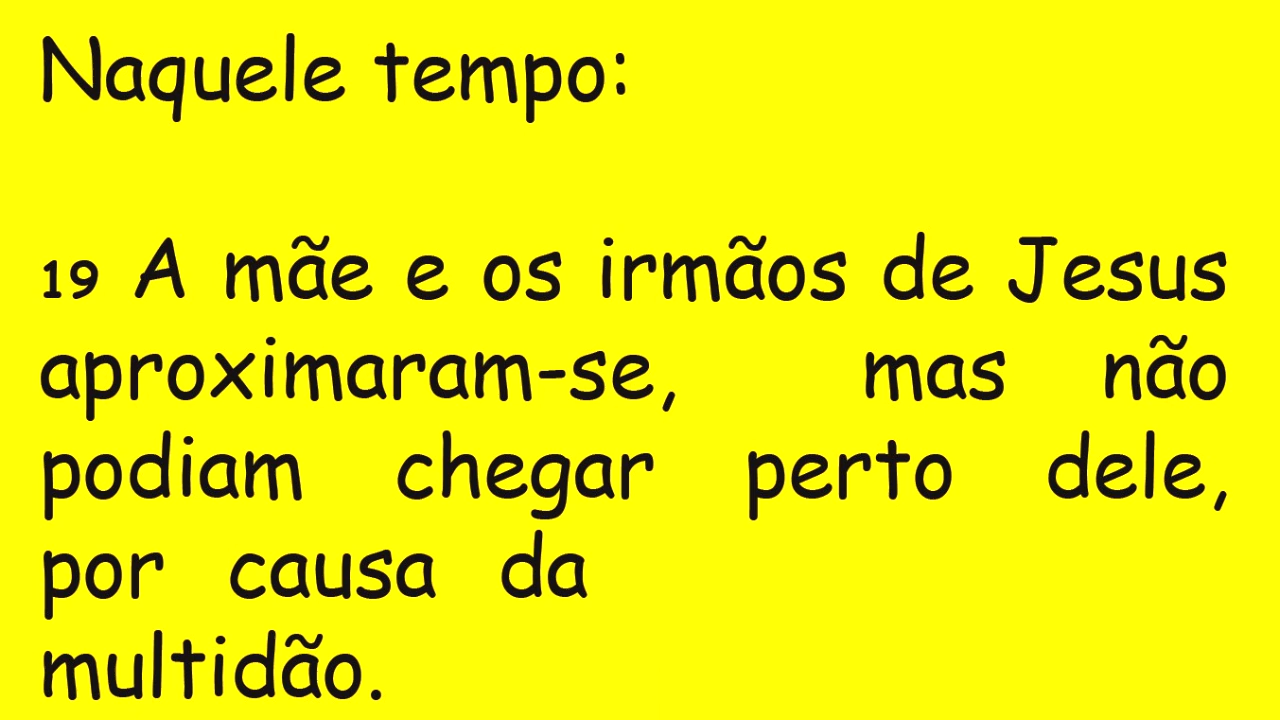 Naquele tempo:
19 A mãe e os irmãos de Jesus
aproximaram-se, mas não
podiam chegar perto dele,
por causa da
multidão.